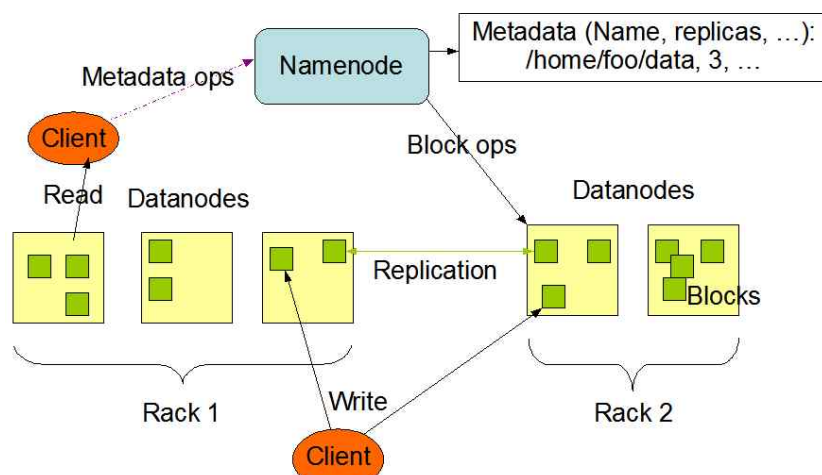 Metadata (Name, replicas, …):
/home/foo/data, 3, …
Namenode
Metadata ops
Client
Block ops
Read
Datanodes
Datanodes
Replication
Blocks
Rack 1
Write
Rack 2
Client